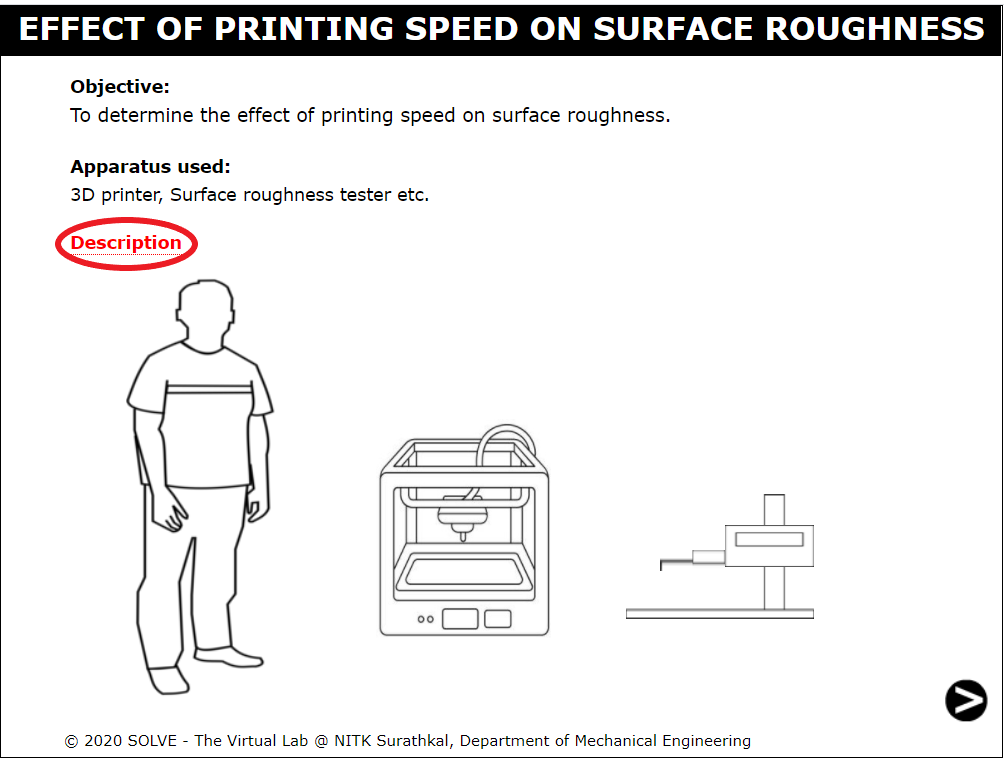 EFFECT OF PRINTING SPEED ON SURFACE ROUGHNESS
Objective:
To determine the effect of printing speed on surface roughness.
Apparatus used:
3D printer, Surface roughness tester etc.
Description
© 2020 SOLVE - The Virtual Lab @ NITK Surathkal, Department of Mechanical Engineering